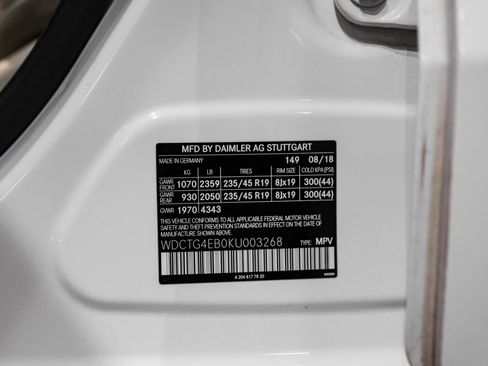 MFD BY DAIMLER AG STUTTGART
MADE IN GERMANY 149 08/18
KG LB TIRES RIM SIZE COLD KPA (PSI)
GAWR FRONT 1070 2359 235/45 R19 8Jx19 300(44)
GAWR REAR 930 2050 235/45 R19 8Jx19 300(44)
GVWR 1970 4343
THIS VEHICLE CONFORMS TO ALL APPLICABLE FEDERAL MOTOR VEHICLE
SAFETY AND THEFT PREVENTION STANDARDS IN EFFECT ON THE DATE OF
MANUFACTURE SHOWN ABOVE.
WDCTG4EB0KU003268 TYPE: MPV
A 204 817 78 20